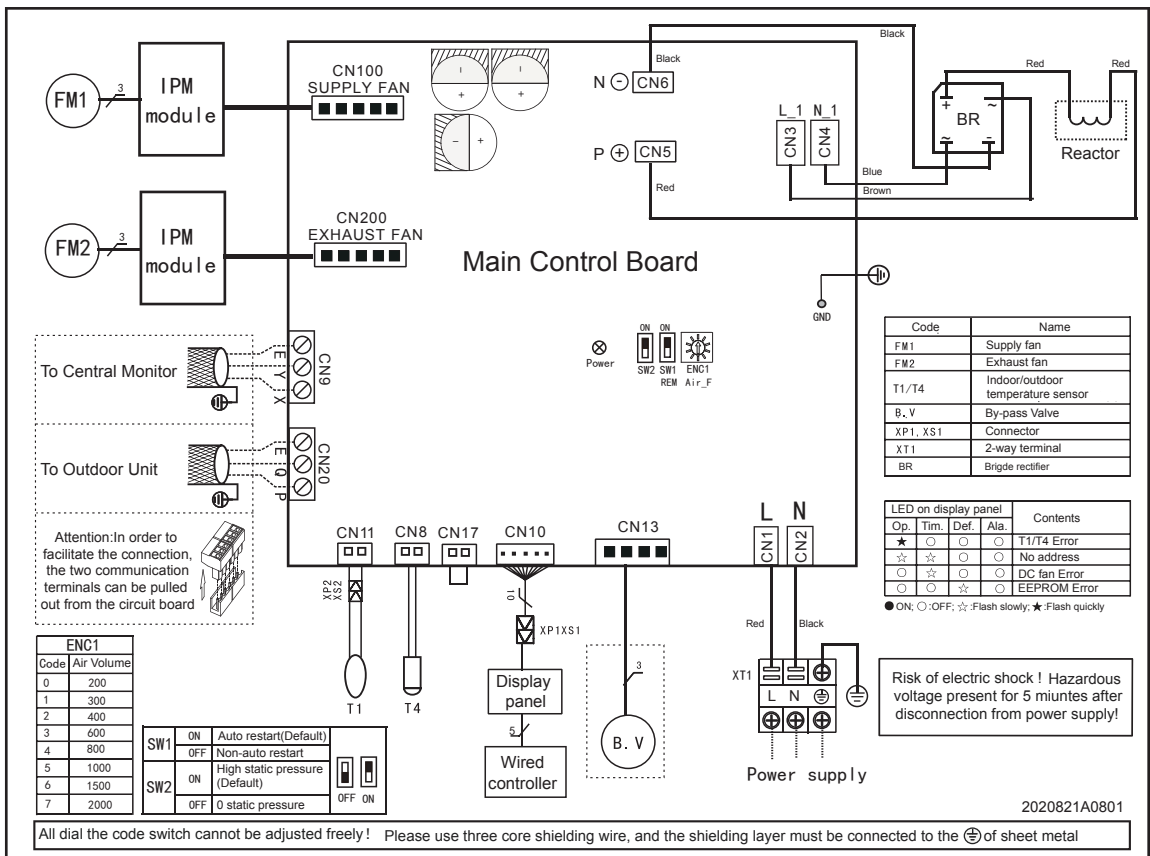 FM1
3
IPM
module
CN100
SUPPLY FAN
FM2
3
IPM
module
CN200
EXHAUST FAN
− +
− +
− +
N ⊖ CN6
Black
P ⊕ CN5
Red
Black
L_1 N_1
CN3 CN4
Blue
Brown
+ ~
BR
~ -
Red Red
Reactor
Main Control Board
GND
Power
ON ON
SW2 SW1 ENC1
REM Air_F
To Central Monitor
E
Y
X
CN9
To Outdoor Unit
E
Q
P
CN20
Attention:In order to
facilitate the connection,
the two communication
terminals can be pulled
out from the circuit board
CN11 CN8 CN17 CN10 CN13
XP2
XS2
T1 T4
10
XP1XS1
Display
panel
5
Wired
controller
3
B. V
L N
CN1 CN2
Red Black
XT1
L N
Power supply
Code Name
FM1 Supply fan
FM2 Exhaust fan
T1/T4 Indoor/outdoor
temperature sensor
B.V By-pass Valve
XP1, XS1 Connector
XT1 2-way terminal
BR Brigde rectifier
LED on display panel Contents
Op. Tim. Def. Ala.
★ ○ ○ ○ T1/T4 Error
☆ ☆ ○ ○ No address
○ ☆ ○ ○ DC fan Error
○ ○ ☆ ○ EEPROM Error
● ON; ○ :OFF; ☆ :Flash slowly; ★ :Flash quickly
Risk of electric shock ! Hazardous
voltage present for 5 miuntes after
disconnection from power supply!
ENC1
Code Air Volume
0 200
1 300
2 400
3 600
4 800
5 1000
6 1500
7 2000
SW1 ON Auto restart(Default)
OFF Non-auto restart
SW2 ON High static pressure
(Default)
OFF 0 static pressure
OFF ON
2020821A0801
All dial the code switch cannot be adjusted freely ! Please use three core shielding wire, and the shielding layer must be connected to the ⏚ of sheet metal